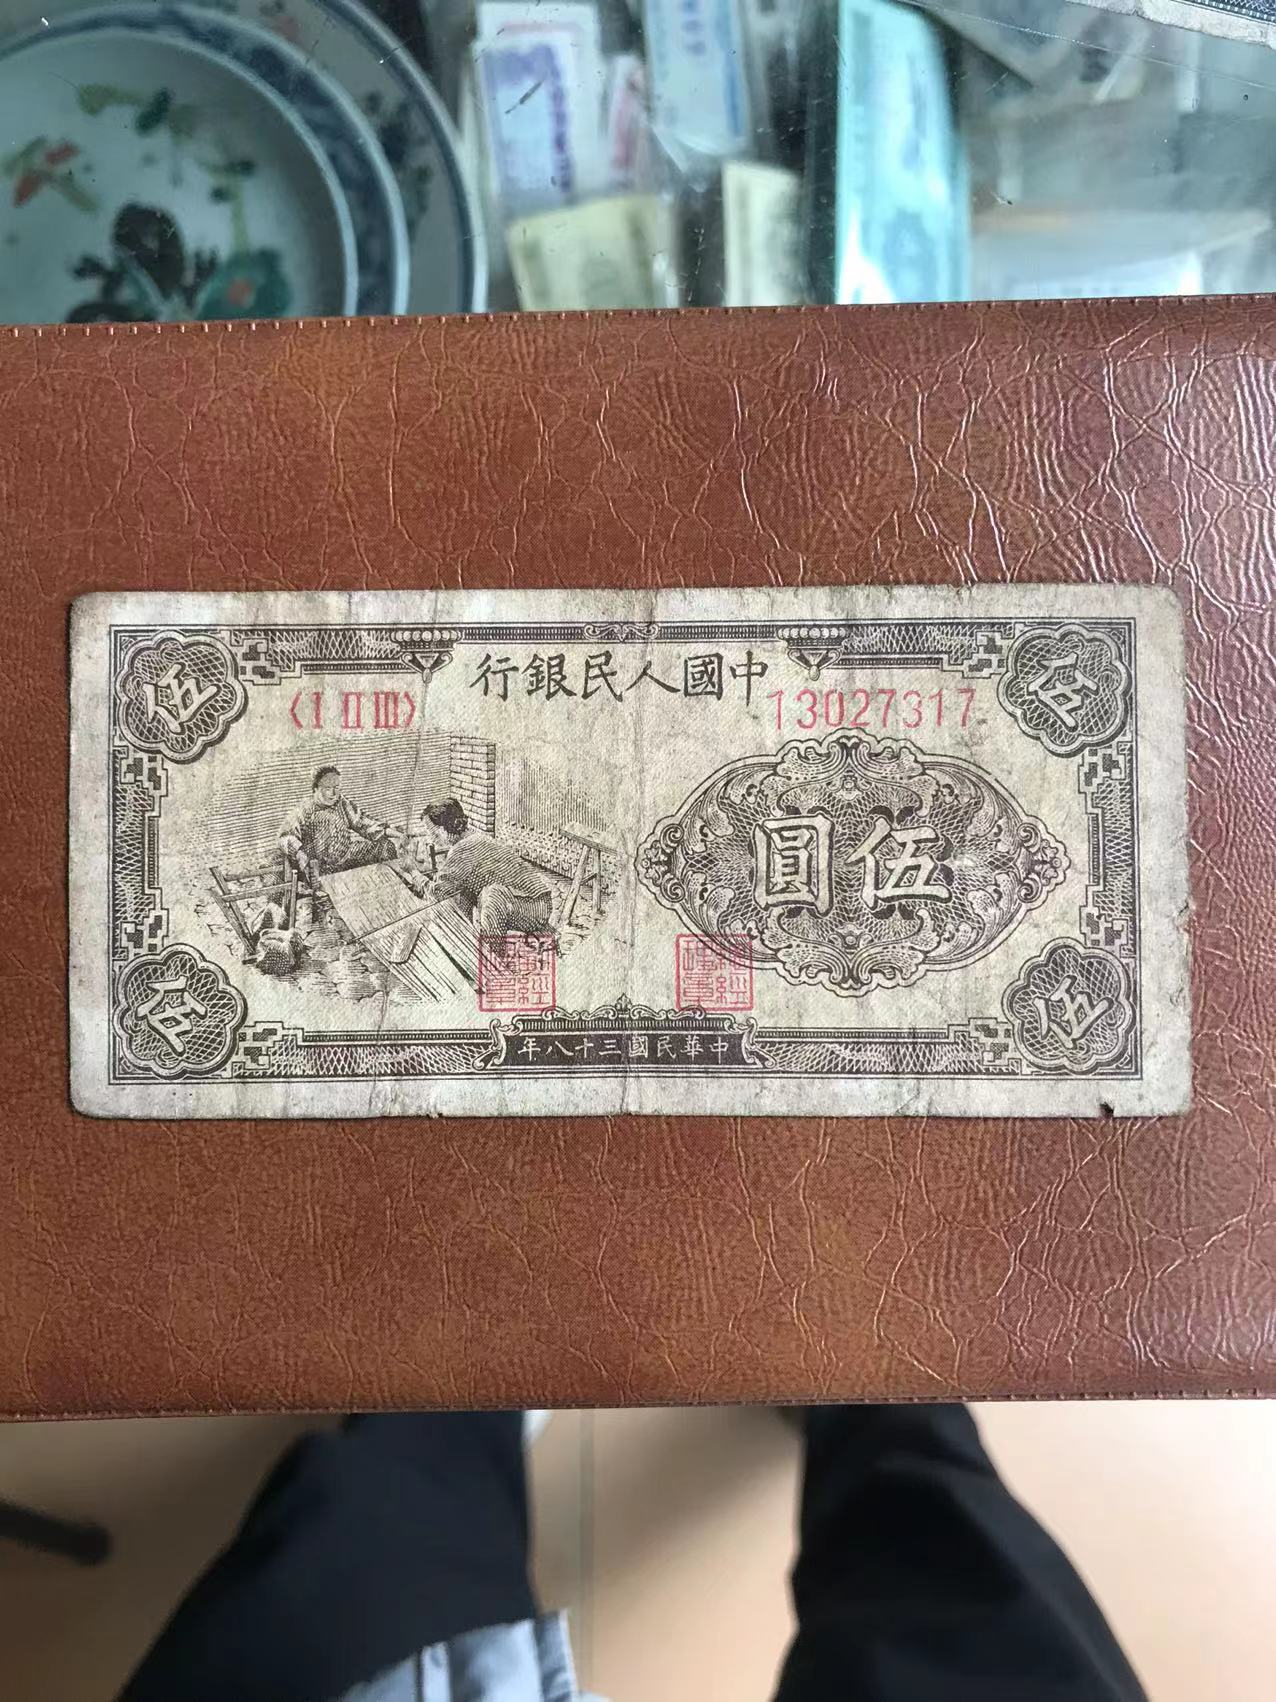 中國人民銀行
〈I II III〉
13027317
伍
伍
伍圓
伍
伍
中華民國三十八年